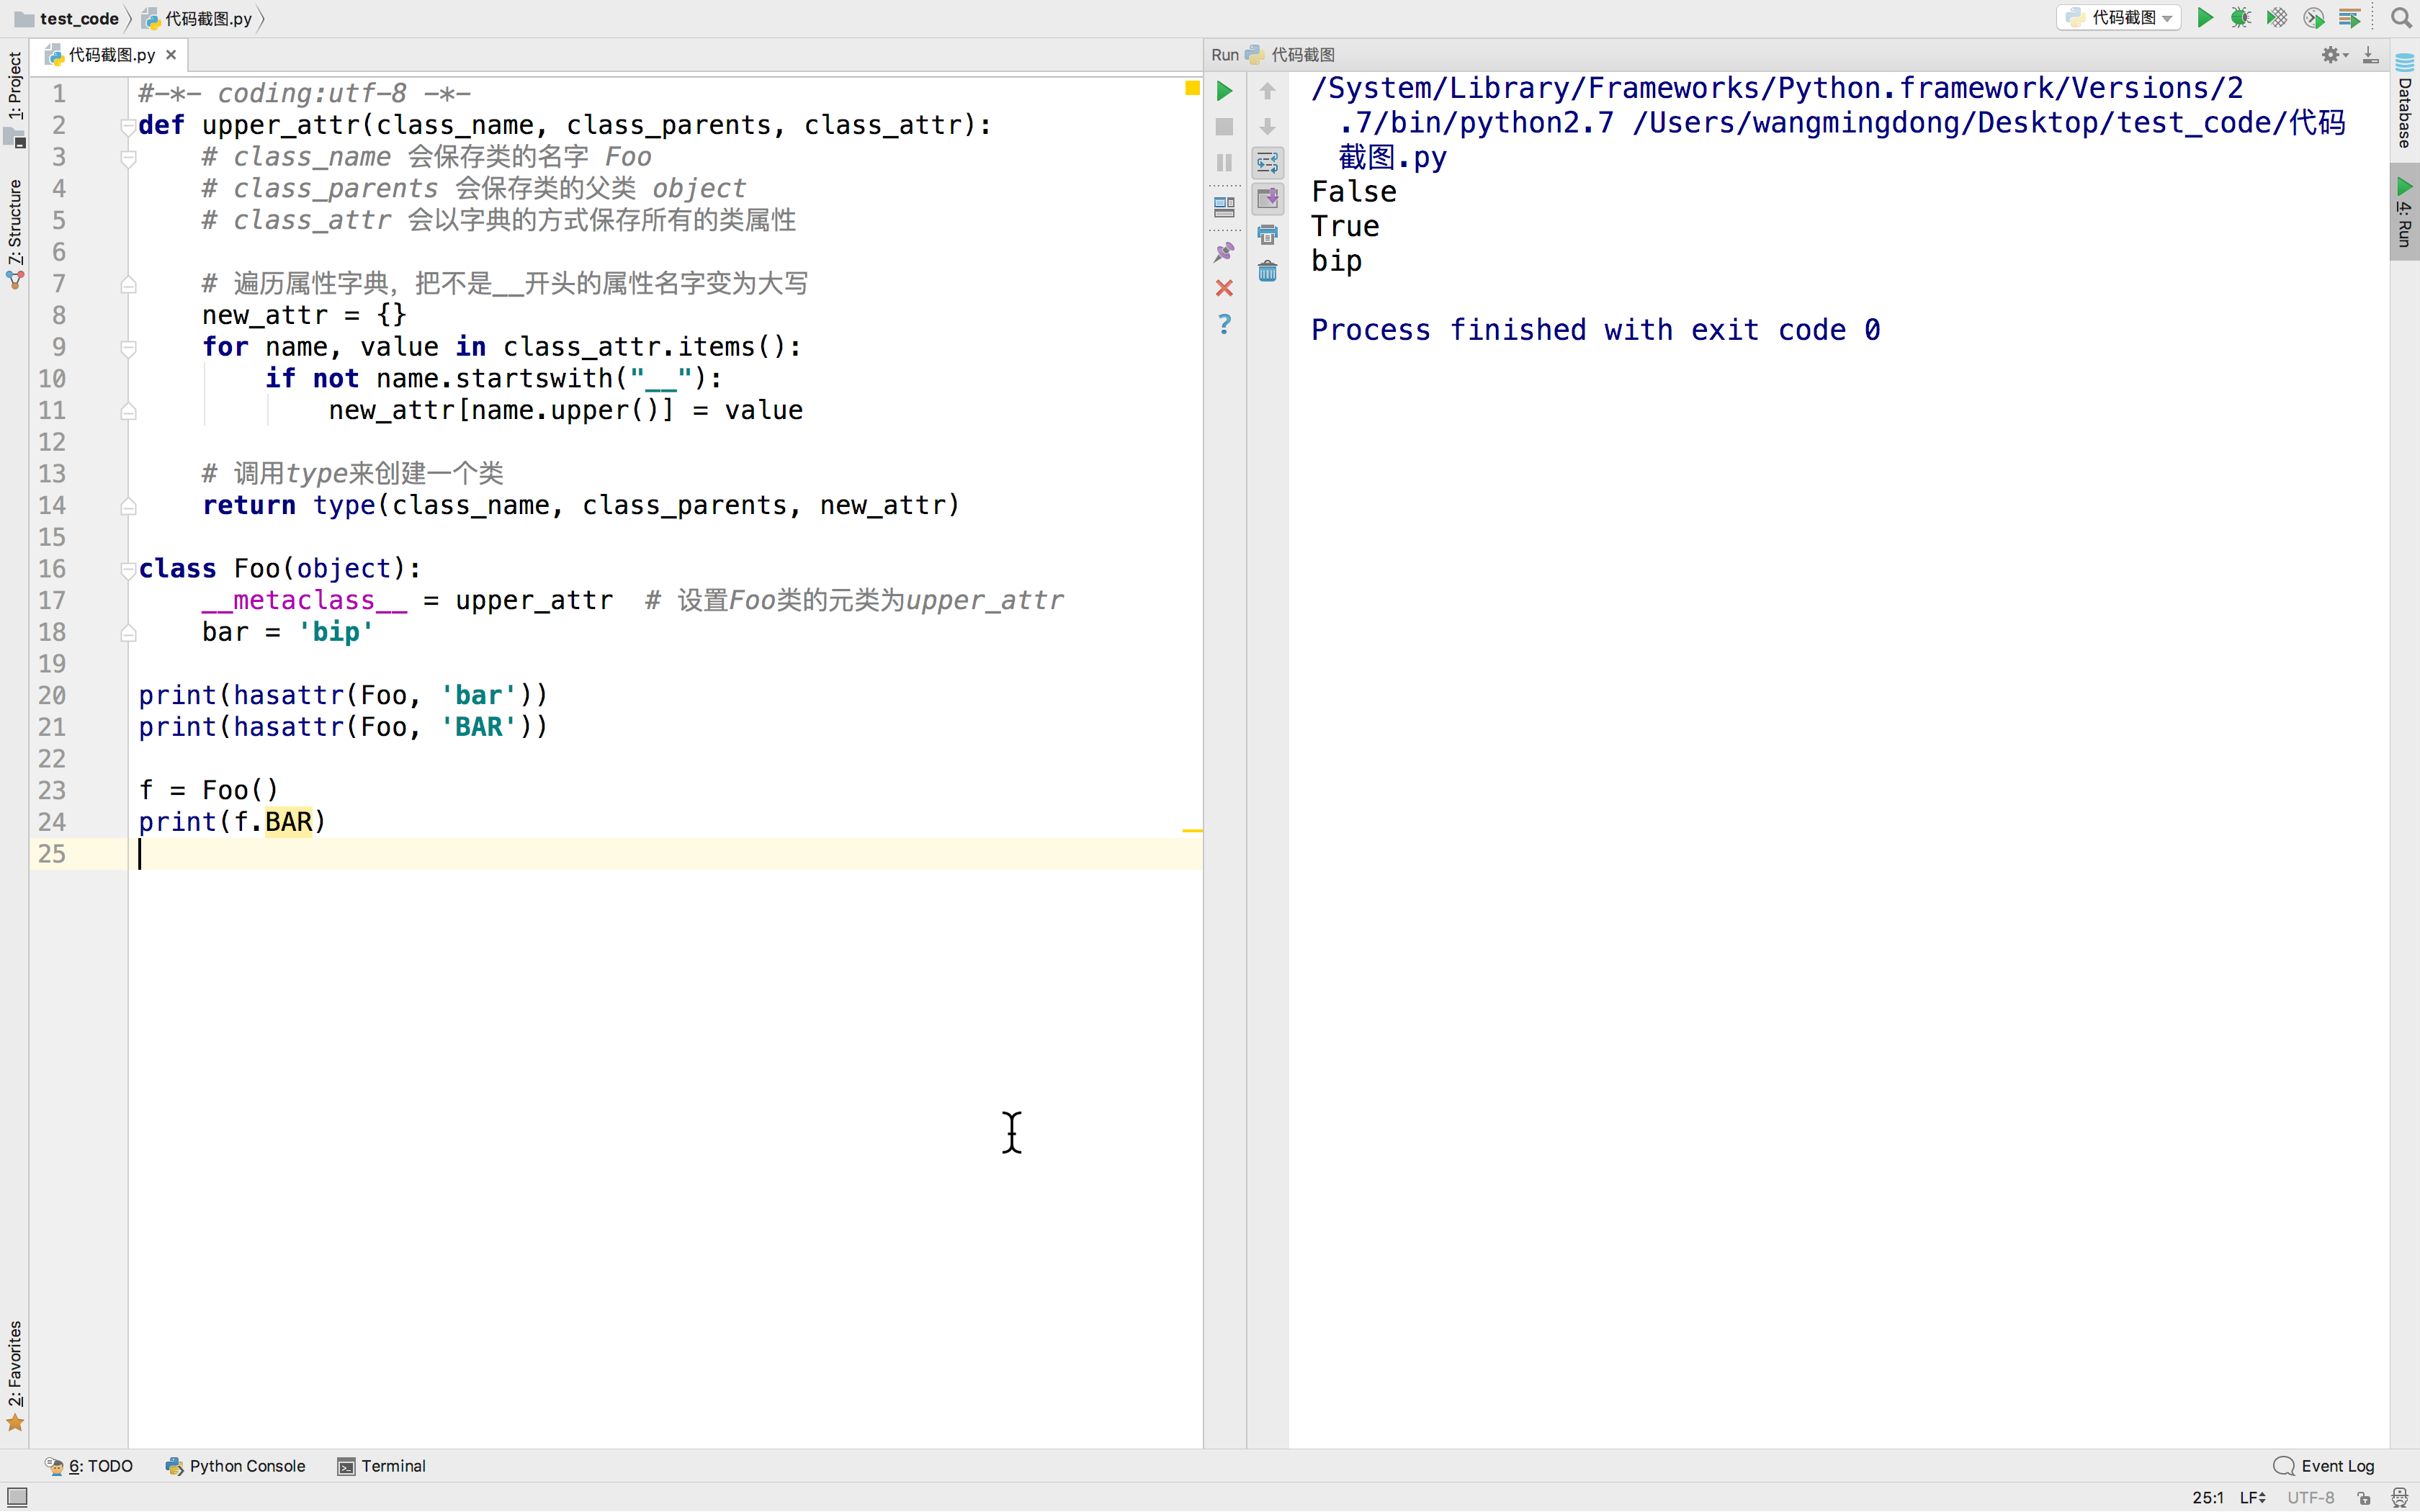 test_code
代码截图.py
代码截图
代码截图.py
Run 代码截图
1: Project
7: Structure
2: Favorites
Database
4: Run
1 #-*- coding:utf-8 -*-
2 def upper_attr(class_name, class_parents, class_attr):
3     # class_name 会保存类的名字 Foo
4     # class_parents 会保存类的父类 object
5     # class_attr 会以字典的方式保存所有的类属性
6
7     # 遍历属性字典，把不是__开头的属性名字变为大写
8     new_attr = {}
9     for name, value in class_attr.items():
10         if not name.startswith("__"):
11             new_attr[name.upper()] = value
12
13     # 调用type来创建一个类
14     return type(class_name, class_parents, new_attr)
15
16 class Foo(object):
17     __metaclass__ = upper_attr  # 设置Foo类的元类为upper_attr
18     bar = 'bip'
19
20 print(hasattr(Foo, 'bar'))
21 print(hasattr(Foo, 'BAR'))
22
23 f = Foo()
24 print(f.BAR)
25
/System/Library/Frameworks/Python.framework/Versions/2
.7/bin/python2.7 /Users/wangmingdong/Desktop/test_code/代码
截图.py
False
True
bip
Process finished with exit code 0
6: TODO
Python Console
Terminal
Event Log
25:1
LF
UTF-8